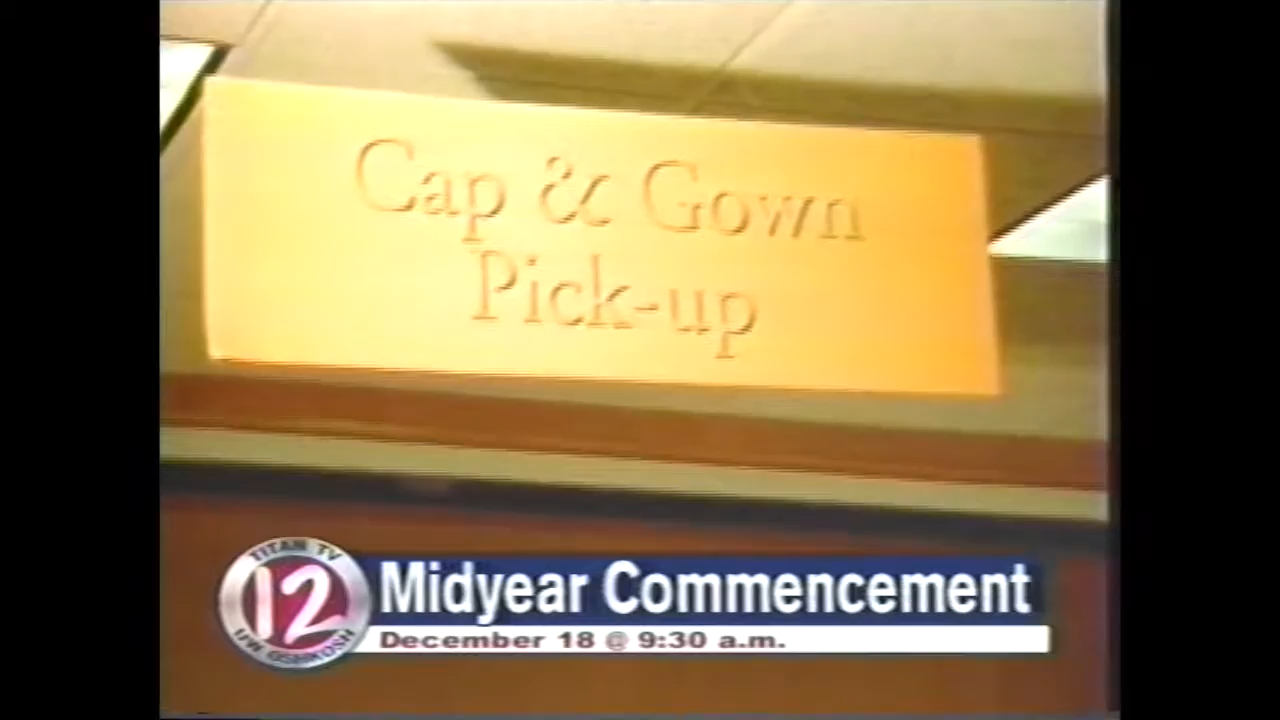 Cap & Gown
Pick-up
TITAN TV
12
UW OSHKOSH
Midyear Commencement
December 18 @ 9:30 a.m.